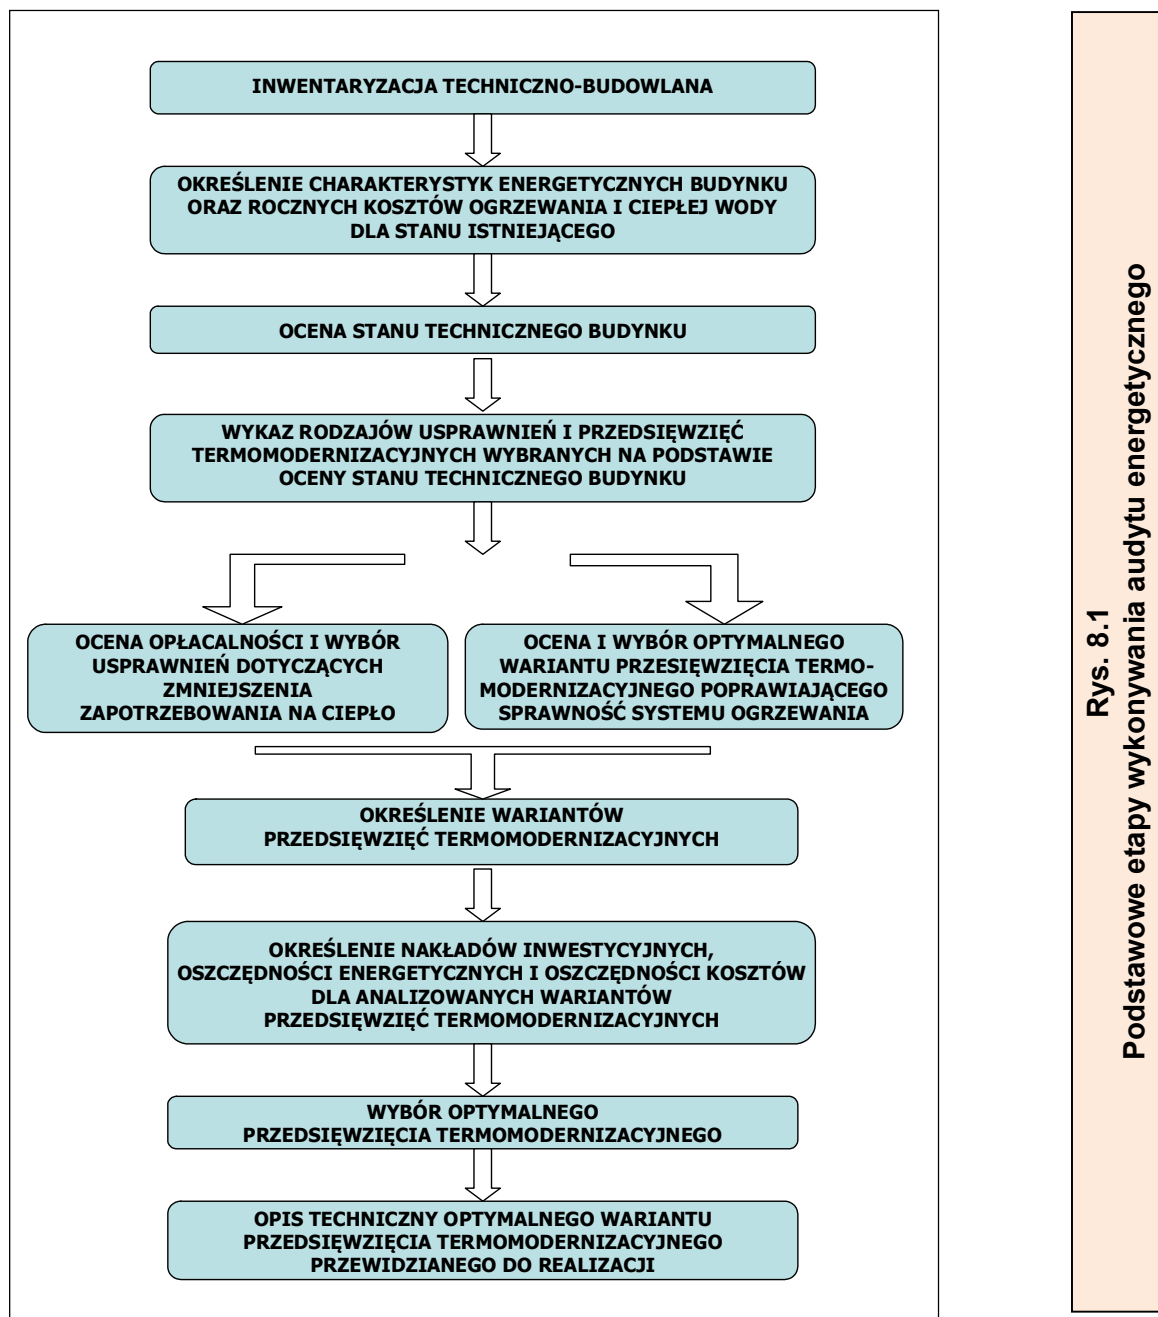 INWENTARYZACJA TECHNICZNO-BUDOWLANA
OKREŚLENIE CHARAKTERYSTYK ENERGETYCZNYCH BUDYNKU
ORAZ ROCZNYCH KOSZTÓW OGRZEWANIA I CIEPŁEJ WODY
DLA STANU ISTNIEJĄCEGO
OCENA STANU TECHNICZNEGO BUDYNKU
WYKAZ RODZAJÓW USPRAWNIEŃ I PRZEDSIĘWZIĘĆ
TERMOMODERNIZACYJNYCH WYBRANYCH NA PODSTAWIE
OCENY STANU TECHNICZNEGO BUDYNKU
OCENA OPŁACALNOŚCI I WYBÓR
USPRAWNIEŃ DOTYCZĄCYCH
ZMNIEJSZENIA
ZAPOTRZEBOWANIA NA CIEPŁO
OCENA I WYBÓR OPTYMALNEGO
WARIANTU PRZESIĘWZIĘCIA TERMO-
MODERNIZACYJNEGO POPRAWIAJĄCEGO
SPRAWNOŚĆ SYSTEMU OGRZEWANIA
OKREŚLENIE WARIANTÓW
PRZEDSIĘWZIĘĆ TERMOMODERNIZACYJNYCH
OKREŚLENIE NAKŁADÓW INWESTYCYJNYCH,
OSZCZĘDNOŚCI ENERGETYCZNYCH I OSZCZĘDNOŚCI KOSZTÓW
DLA ANALIZOWANYCH WARIANTÓW
PRZEDSIĘWZIĘĆ TERMOMODERNIZACYJNYCH
WYBÓR OPTYMALNEGO
PRZEDSIĘWZIĘCIA TERMOMODERNIZACYJNEGO
OPIS TECHNICZNY OPTYMALNEGO WARIANTU
PRZEDSIĘWZIĘCIA TERMOMODERNIZACYJNEGO
PRZEWIDZIANEGO DO REALIZACJI
Rys. 8.1
Podstawowe etapy wykonywania audytu energetycznego